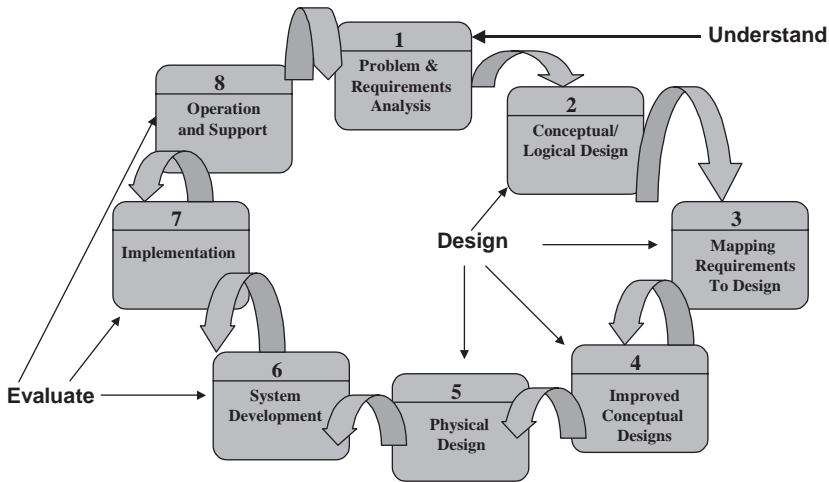 1
Problem &
Requirements
Analysis
Understand
2
Conceptual/
Logical Design
3
Mapping
Requirements
To Design
4
Improved
Conceptual
Designs
5
Physical
Design
6
System
Development
7
Implementation
8
Operation
and Support
Design
Evaluate